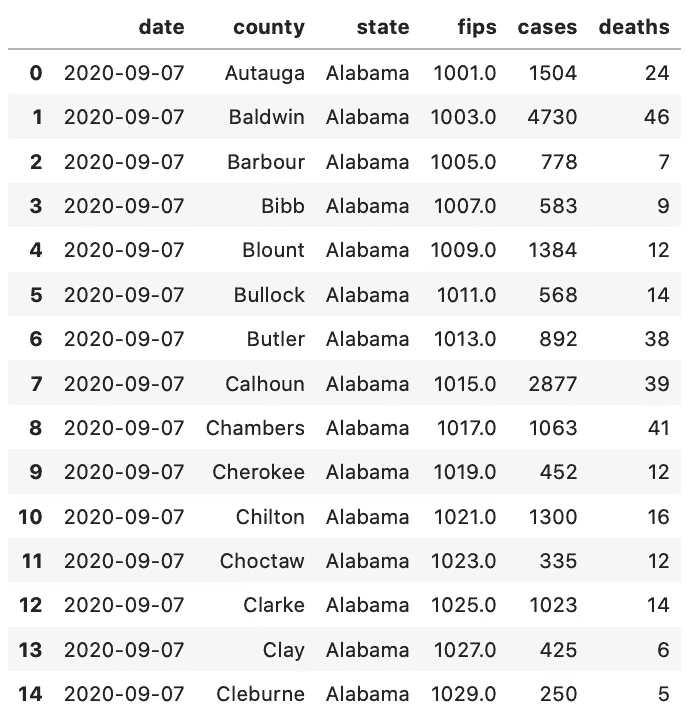 date county state fips cases deaths
0 2020-09-07 Autauga Alabama 1001.0 1504 24
1 2020-09-07 Baldwin Alabama 1003.0 4730 46
2 2020-09-07 Barbour Alabama 1005.0 778 7
3 2020-09-07 Bibb Alabama 1007.0 583 9
4 2020-09-07 Blount Alabama 1009.0 1384 12
5 2020-09-07 Bullock Alabama 1011.0 568 14
6 2020-09-07 Butler Alabama 1013.0 892 38
7 2020-09-07 Calhoun Alabama 1015.0 2877 39
8 2020-09-07 Chambers Alabama 1017.0 1063 41
9 2020-09-07 Cherokee Alabama 1019.0 452 12
10 2020-09-07 Chilton Alabama 1021.0 1300 16
11 2020-09-07 Choctaw Alabama 1023.0 335 12
12 2020-09-07 Clarke Alabama 1025.0 1023 14
13 2020-09-07 Clay Alabama 1027.0 425 6
14 2020-09-07 Cleburne Alabama 1029.0 250 5